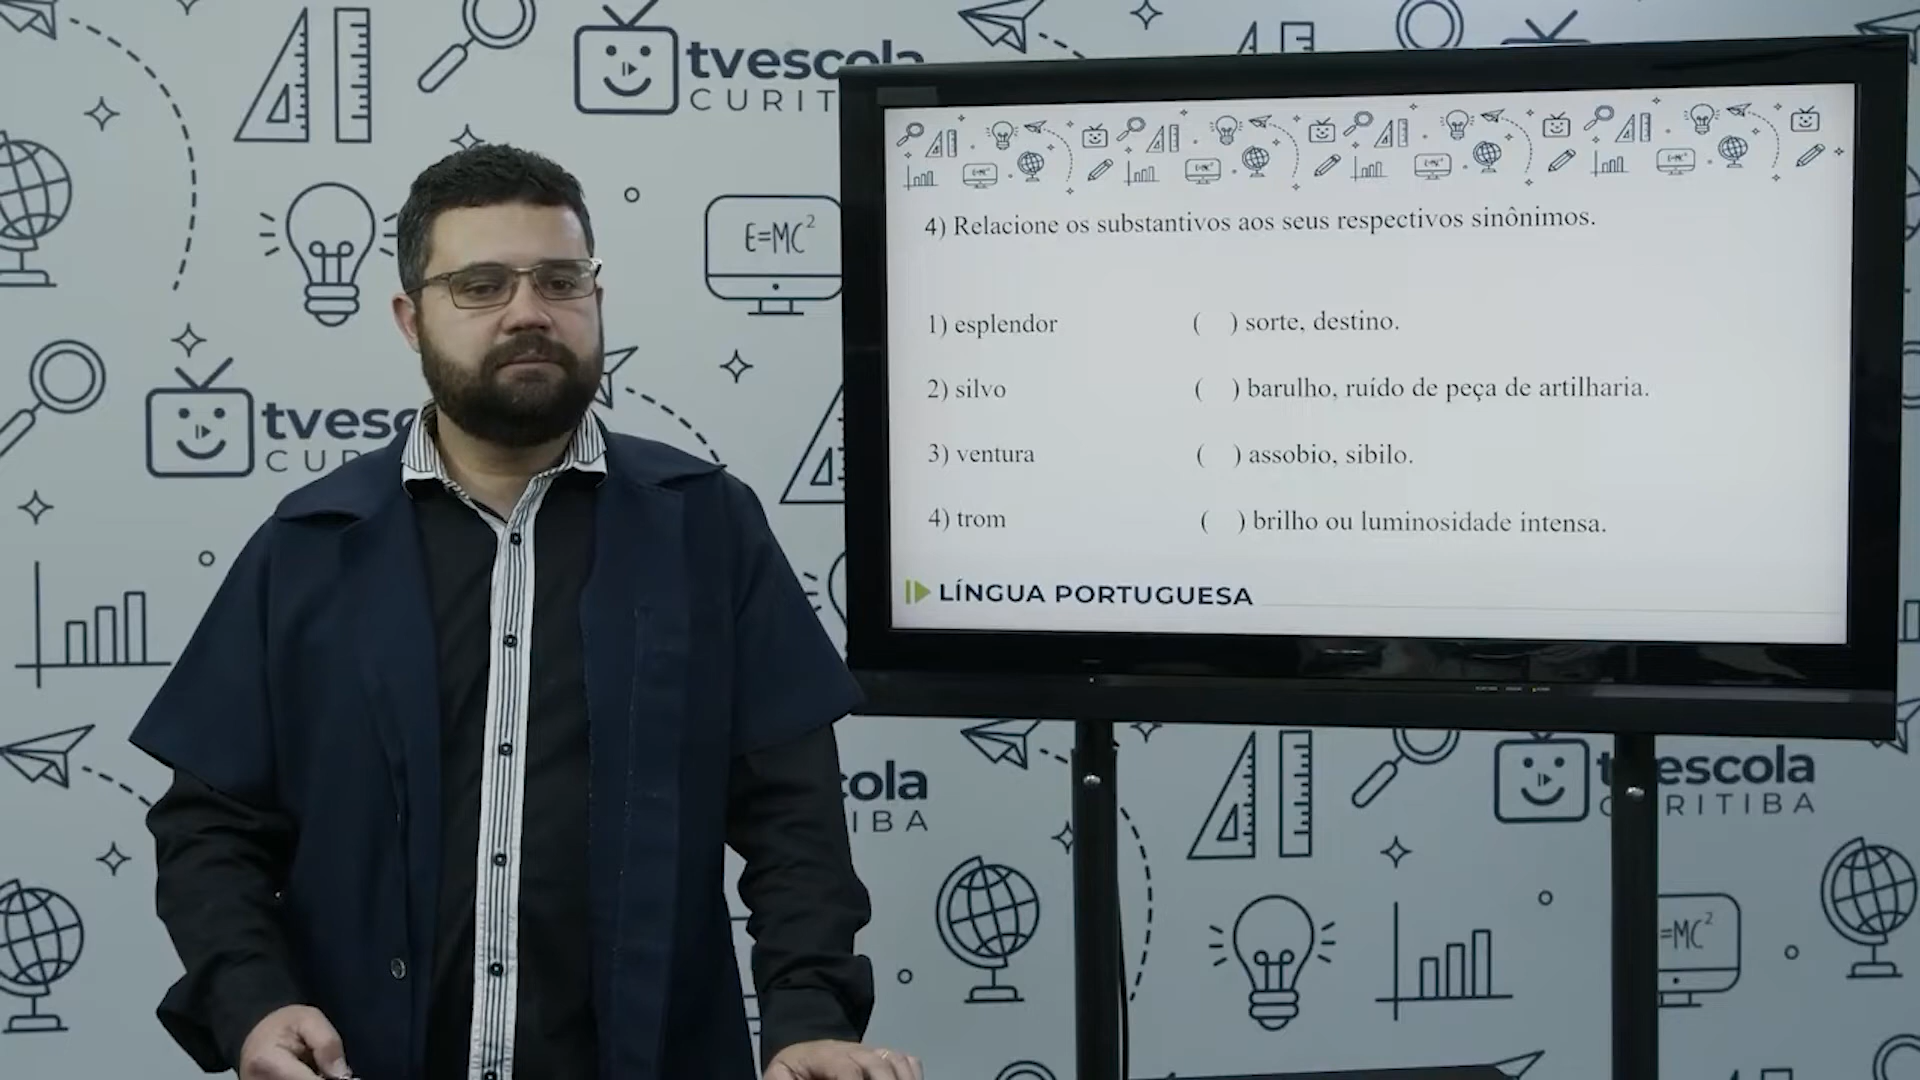 tvescola
CURIT
E=MC²
tvesc
CUR
4) Relacione os substantivos aos seus respectivos sinônimos.
1) esplendor ( ) sorte, destino.
2) silvo ( ) barulho, ruído de peça de artilharia.
3) ventura ( ) assobio, sibilo.
4) trom ( ) brilho ou luminosidade intensa.
LÍNGUA PORTUGUESA
cola
IBA
tvescola
CURITIBA
=MC²